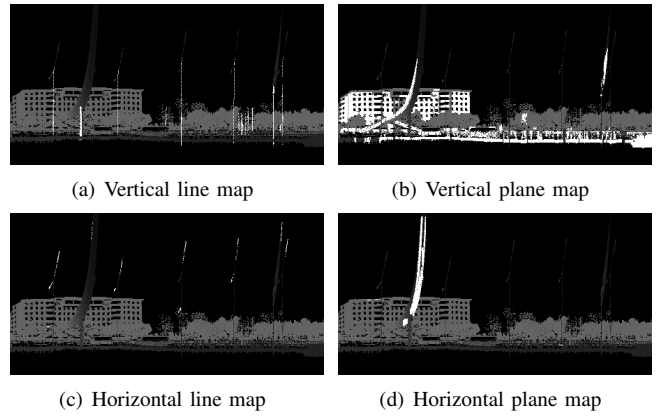 (a) Vertical line map
(b) Vertical plane map
(c) Horizontal line map
(d) Horizontal plane map